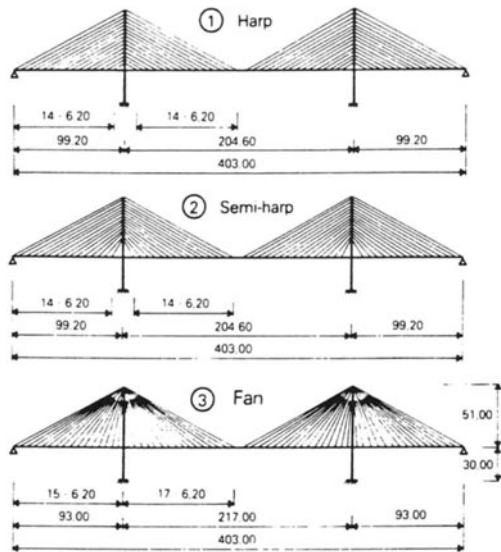 ① Harp
14 · 6.20 14 · 6.20
99.20 204.60 99.20
403.00
② Semi-harp
14 · 6.20 14 · 6.20
99.20 204.60 99.20
403.00
③ Fan
51.00
30.00
15 · 6.20 17 · 6.20
93.00 217.00 93.00
403.00